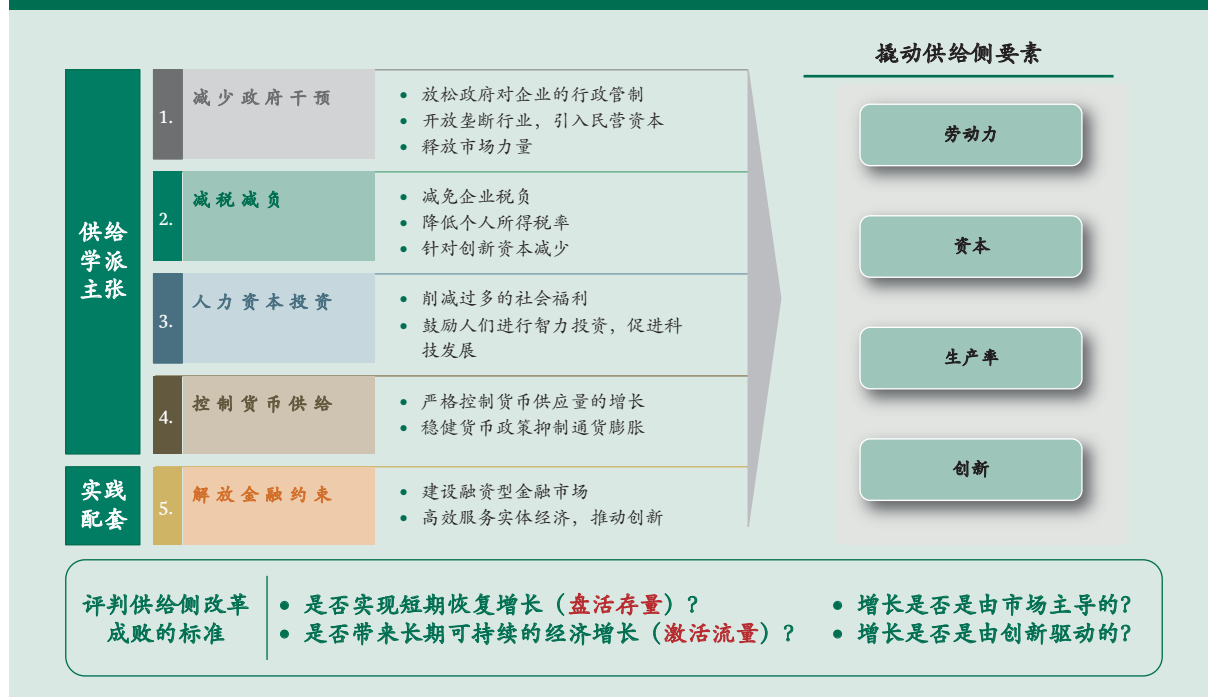 供给
学派
主张
1.
减少政府干预
• 放松政府对企业的行政管制
• 开放垄断行业，引入民营资本
• 释放市场力量
2.
减税减负
• 减免企业税负
• 降低个人所得税率
• 针对创新资本减少
3.
人力资本投资
• 削减过多的社会福利
• 鼓励人们进行智力投资，促进科
技发展
4.
控制货币供给
• 严格控制货币供应量的增长
• 稳健货币政策抑制通货膨胀
实践
配套
5.
解放金融约束
• 建设融资型金融市场
• 高效服务实体经济，推动创新
撬动供给侧要素
劳动力
资本
生产率
创新
评判供给侧改革
成败的标准
• 是否实现短期恢复增长（盘活存量）?
• 是否带来长期可持续的经济增长（激活流量）?
• 增长是否是由市场主导的?
• 增长是否是由创新驱动的?